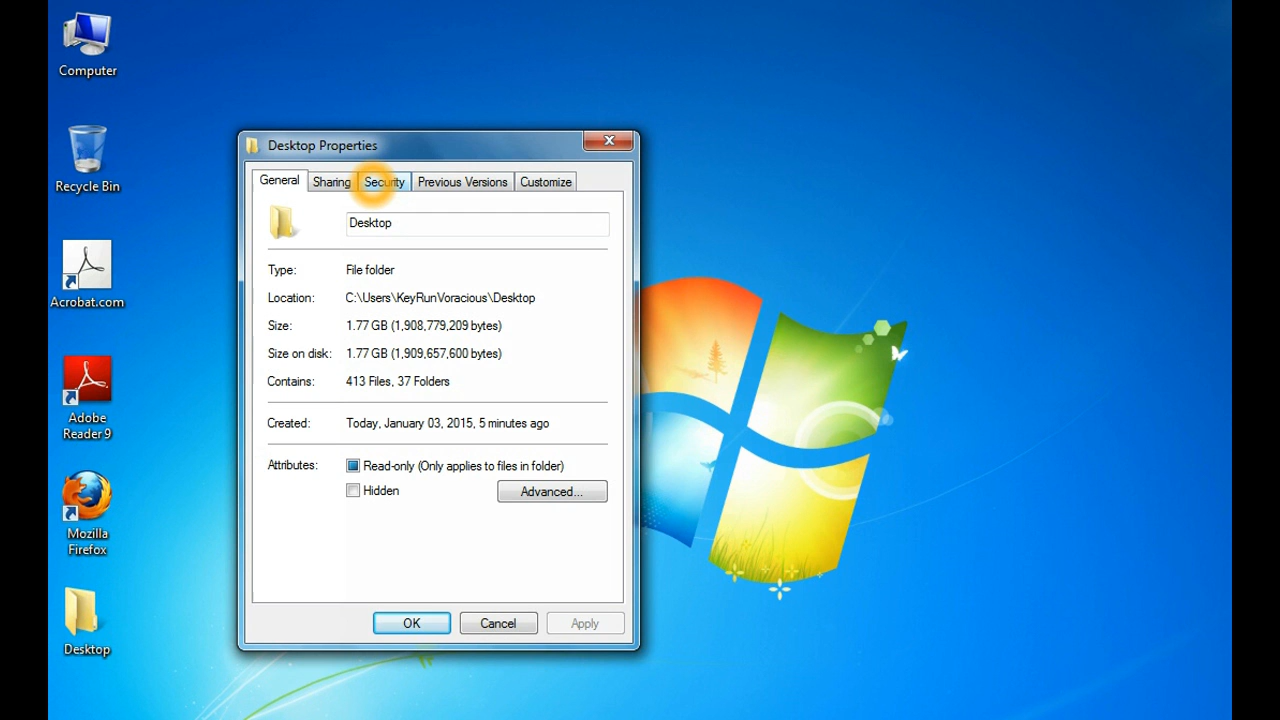 Computer
Recycle Bin
Acrobat.com
Adobe
Reader 9
Mozilla
Firefox
Desktop
Desktop Properties
General Sharing Security Previous Versions Customize
Desktop
Type: File folder
Location: C:\Users\KeyRunVoracious\Desktop
Size: 1.77 GB (1,908,779,209 bytes)
Size on disk: 1.77 GB (1,909,657,600 bytes)
Contains: 413 Files, 37 Folders
Created: Today, January 03, 2015, 5 minutes ago
Attributes: Read-only (Only applies to files in folder)
Hidden Advanced...
OK Cancel Apply